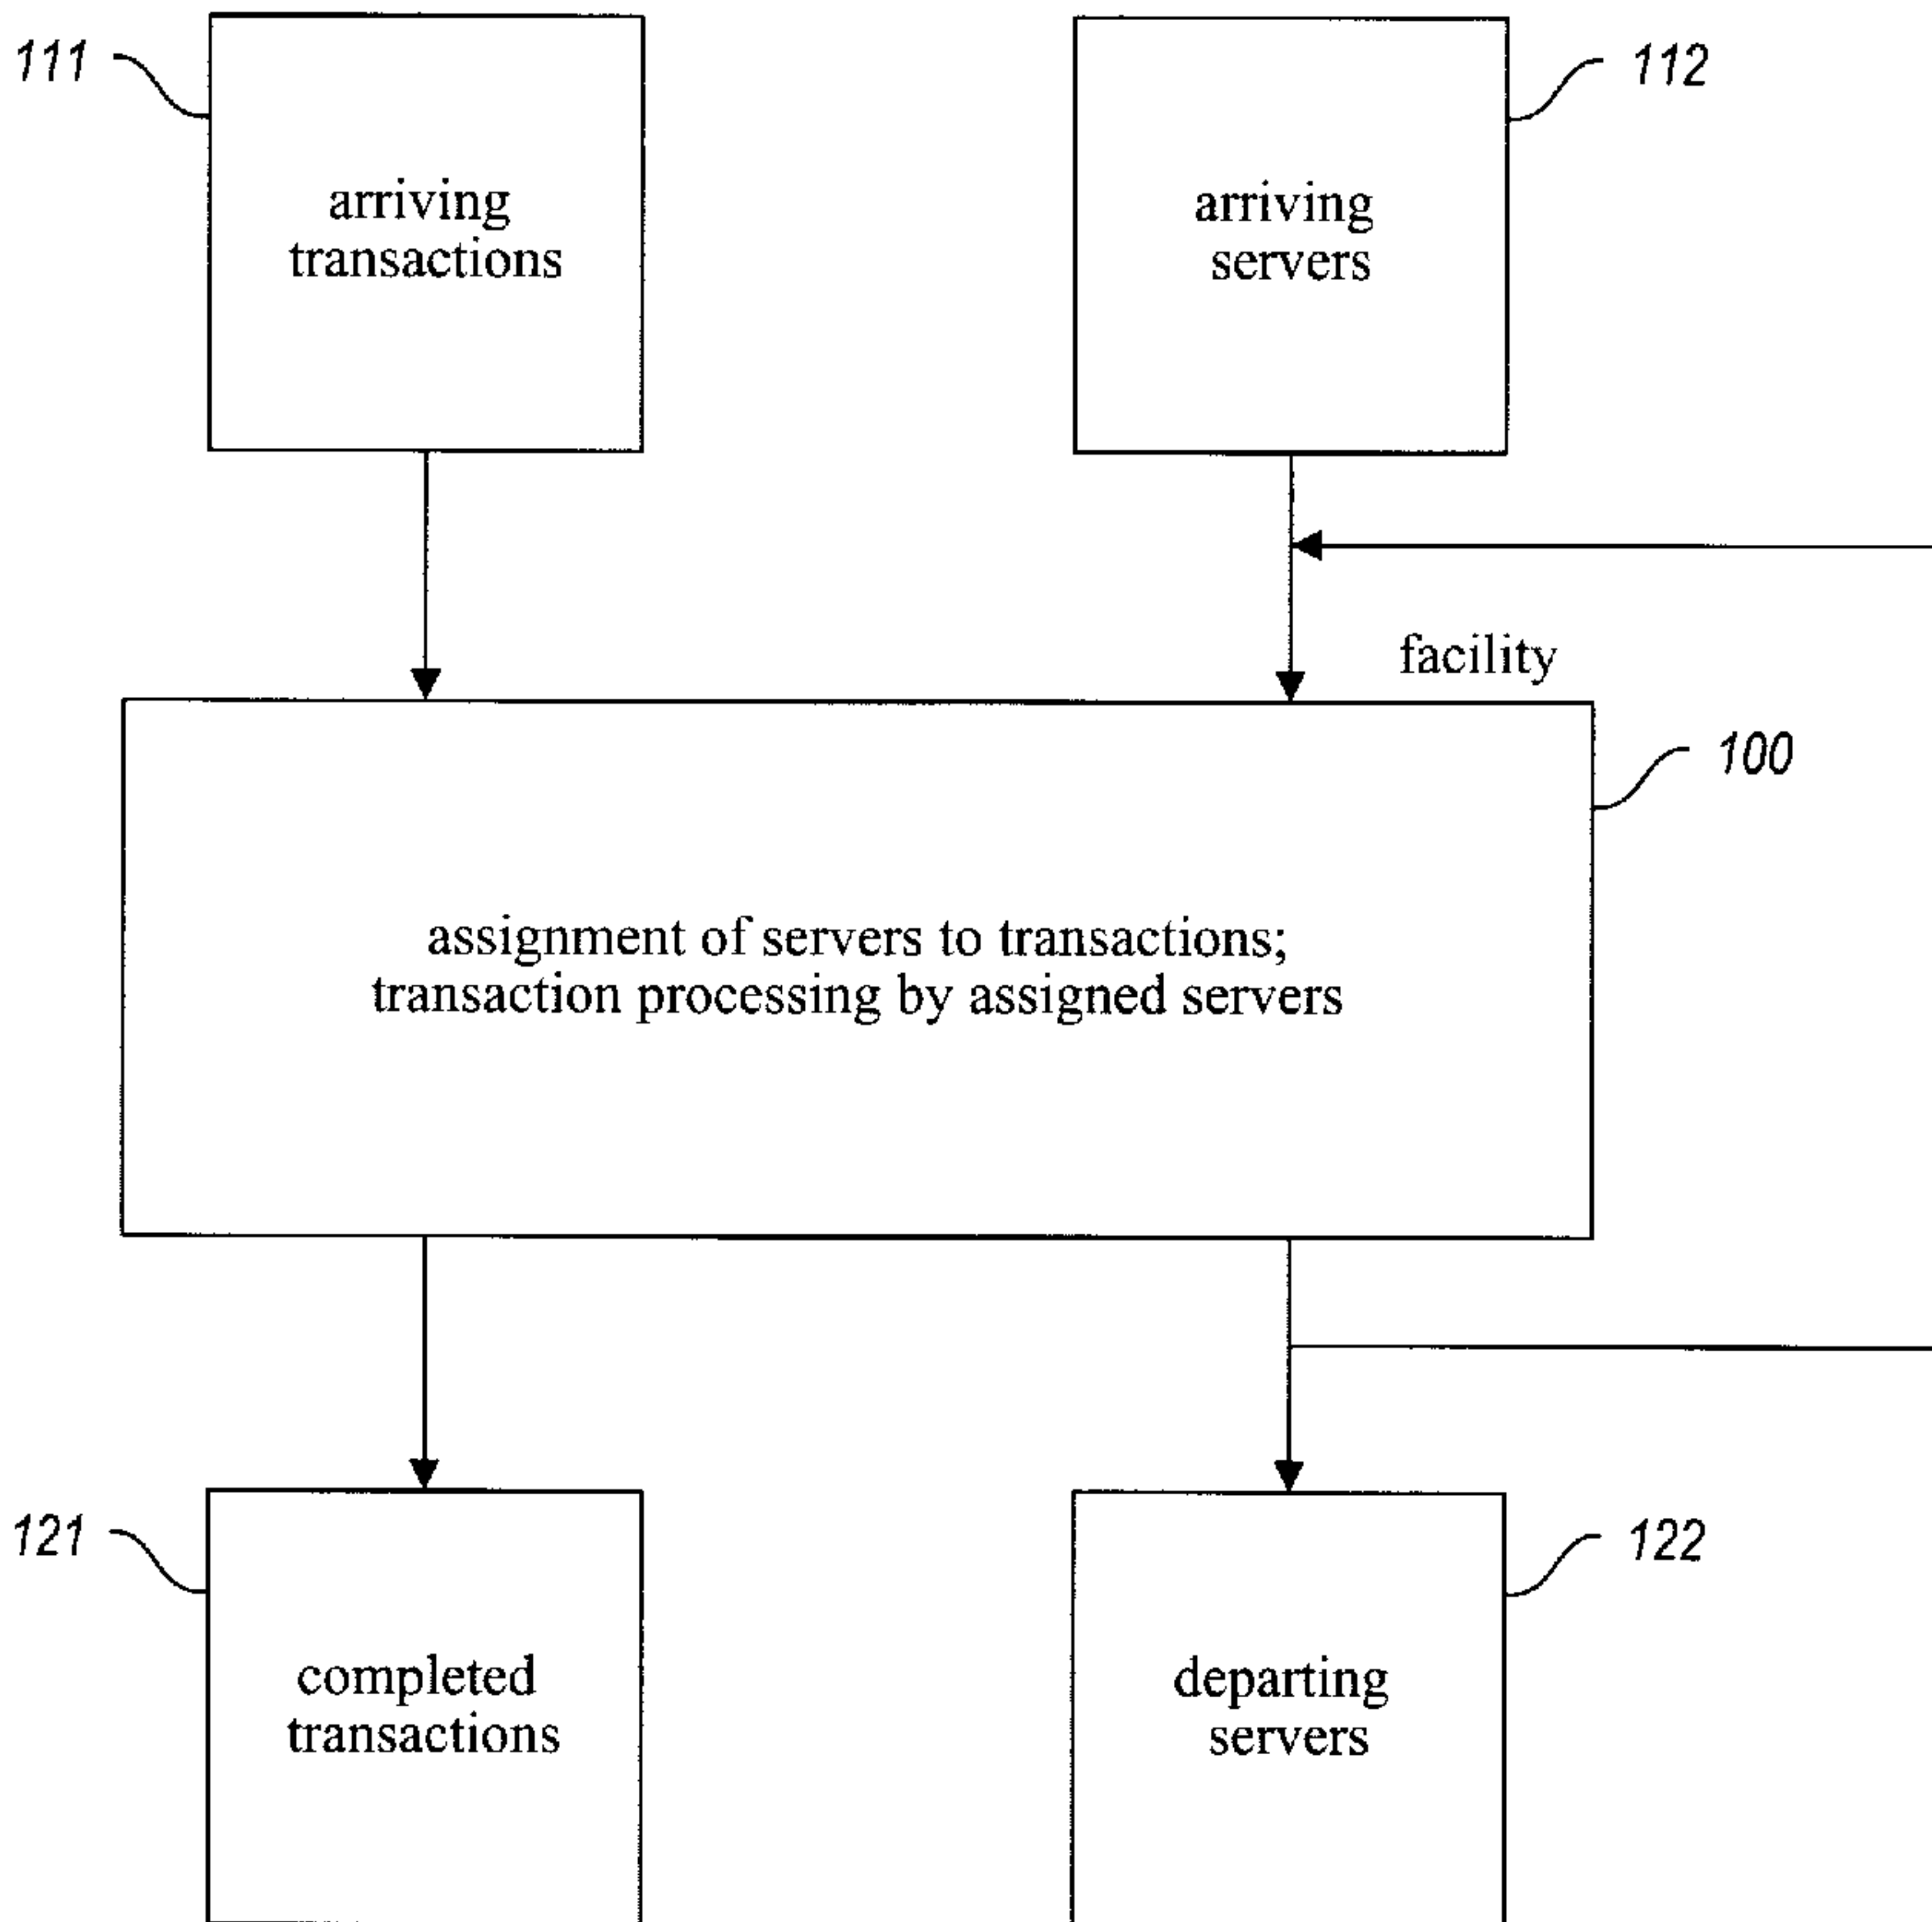 111
112
arriving
transactions
arriving
servers
facility
100
assignment of servers to transactions;
transaction processing by assigned servers
121
122
completed
transactions
departing
servers